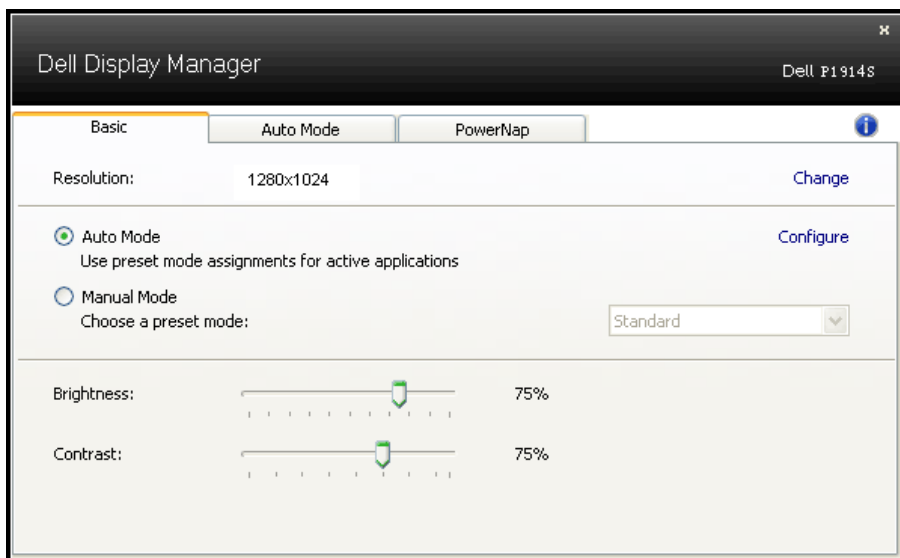 Dell Display Manager
Dell P1914S
Basic
Auto Mode
PowerNap
Resolution:
1280x1024
Change
Auto Mode
Configure
Use preset mode assignments for active applications
Manual Mode
Choose a preset mode:
Standard
Brightness:
75%
Contrast:
75%